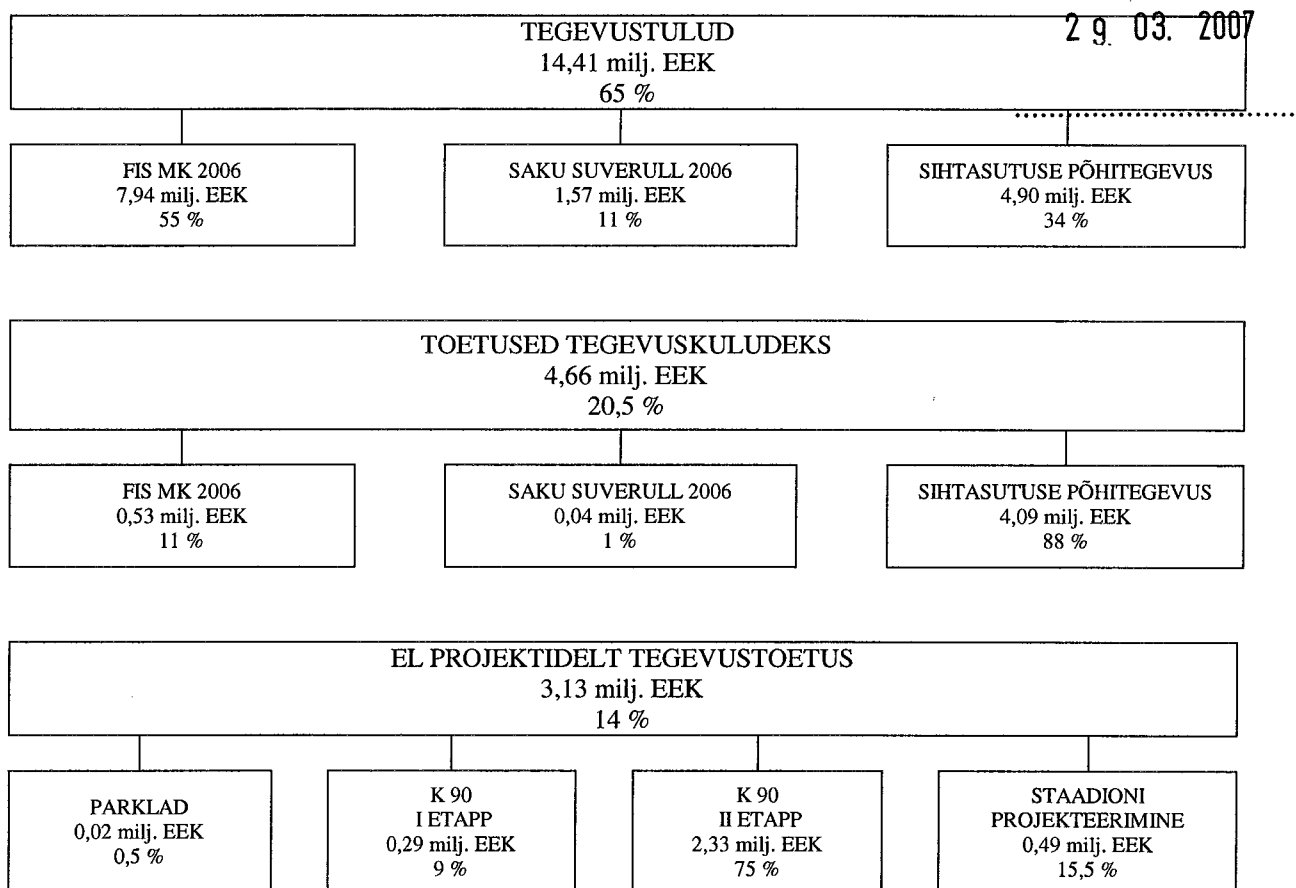 29. 03. 2007
TEGEVUSTULUD
14,41 milj. EEK
65 %
FIS MK 2006
7,94 milj. EEK
55 %
SAKU SUVERULL 2006
1,57 milj. EEK
11 %
SIHTASUTUSE PÕHITEGEVUS
4,90 milj. EEK
34 %
TOETUSED TEGEVUSKULUDEKS
4,66 milj. EEK
20,5 %
FIS MK 2006
0,53 milj. EEK
11 %
SAKU SUVERULL 2006
0,04 milj. EEK
1 %
SIHTASUTUSE PÕHITEGEVUS
4,09 milj. EEK
88 %
EL PROJEKTIDELT TEGEVUSTOETUS
3,13 milj. EEK
14 %
PARKLAD
0,02 milj. EEK
0,5 %
K 90
I ETAPP
0,29 milj. EEK
9 %
K 90
II ETAPP
2,33 milj. EEK
75 %
STAADIONI
PROJEKTEERIMINE
0,49 milj. EEK
15,5 %